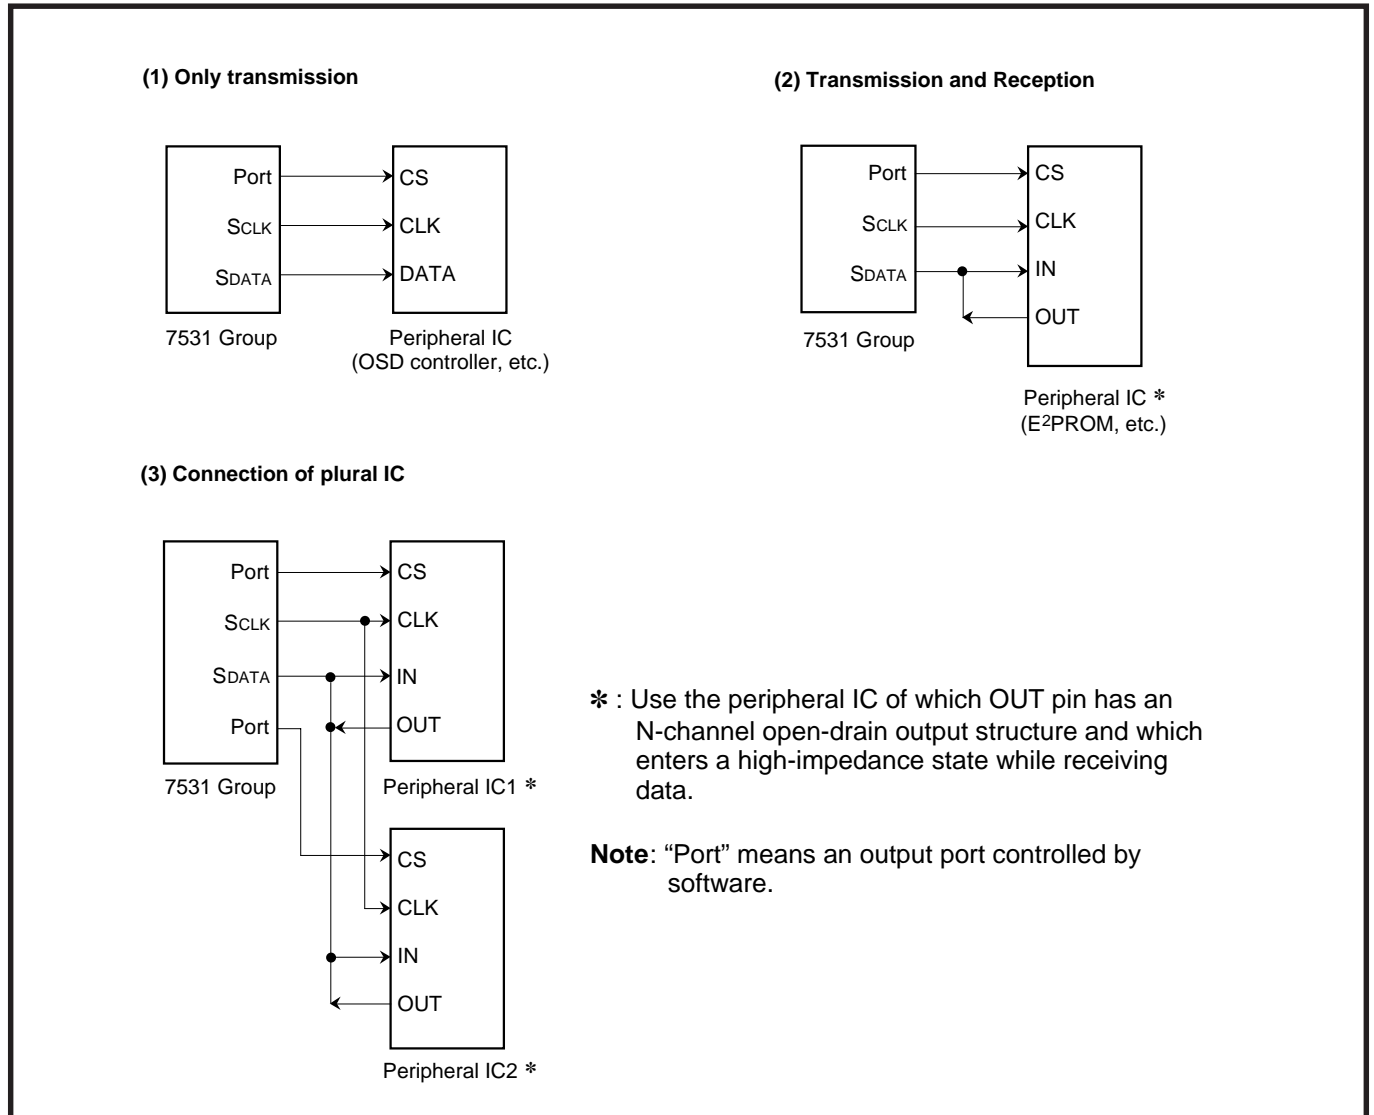 (1) Only transmission
Port
SCLK
SDATA
CS
CLK
DATA
7531 Group
Peripheral IC
(OSD controller, etc.)
(2) Transmission and Reception
Port
SCLK
SDATA
CS
CLK
IN
OUT
7531 Group
Peripheral IC *
(E2PROM, etc.)
(3) Connection of plural IC
Port
SCLK
SDATA
Port
CS
CLK
IN
OUT
7531 Group
Peripheral IC1 *
CS
CLK
IN
OUT
Peripheral IC2 *
* : Use the peripheral IC of which OUT pin has an
N-channel open-drain output structure and which
enters a high-impedance state while receiving
data.
Note: “Port” means an output port controlled by
software.